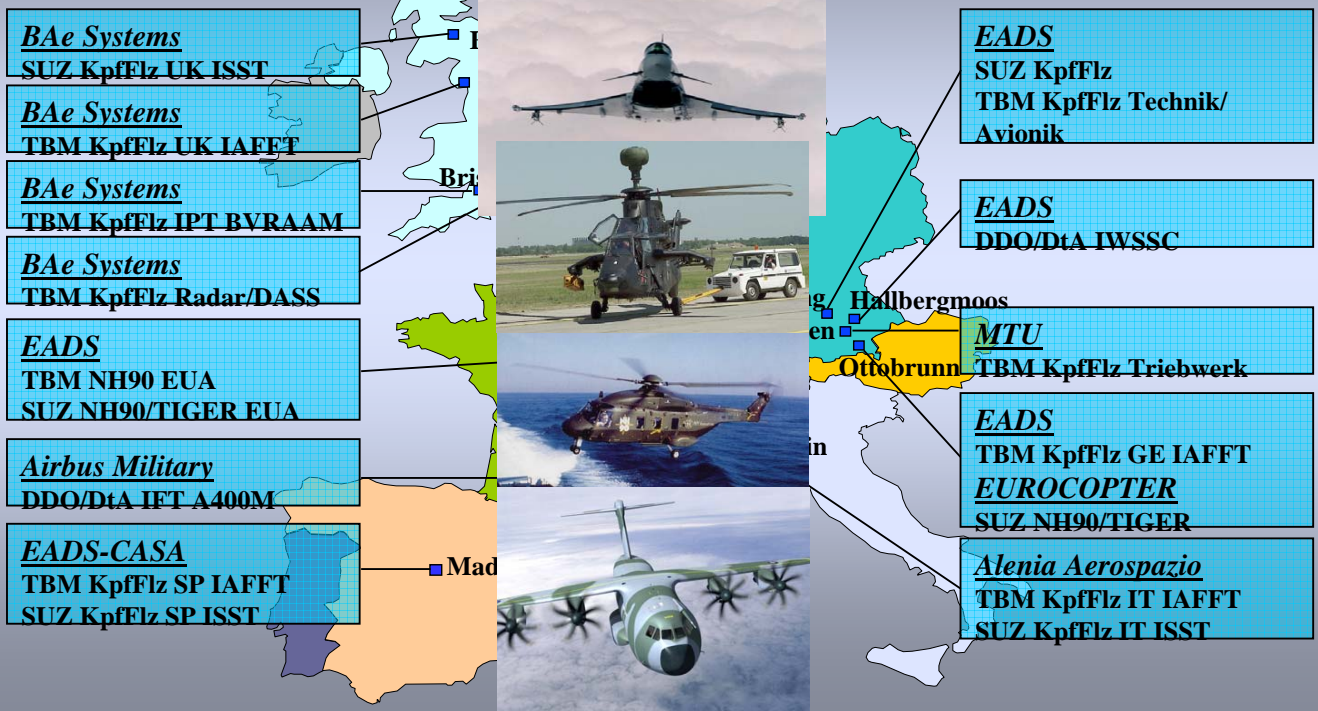 BAe Systems
SUZ KpfFlz UK ISST
BAe Systems
TBM KpfFlz UK IAFFT
BAe Systems
TBM KpfFlz IPT BVRAAM
BAe Systems
TBM KpfFlz Radar/DASS
EADS
TBM NH90 EUA
SUZ NH90/TIGER EUA
Airbus Military
DDO/DtA IFT A400M
EADS-CASA
TBM KpfFlz SP IAFFT
SUZ KpfFlz SP ISST
Hallbergmoos
Ottobrunn
EADS
SUZ KpfFlz
TBM KpfFlz Technik/
Avionik
EADS
DDO/DtA IWSSC
MTU
TBM KpfFlz Triebwerk
EADS
TBM KpfFlz GE IAFFT
EUROCOPTER
SUZ NH90/TIGER
Alenia Aerospazio
TBM KpfFlz IT IAFFT
SUZ KpfFlz IT ISST